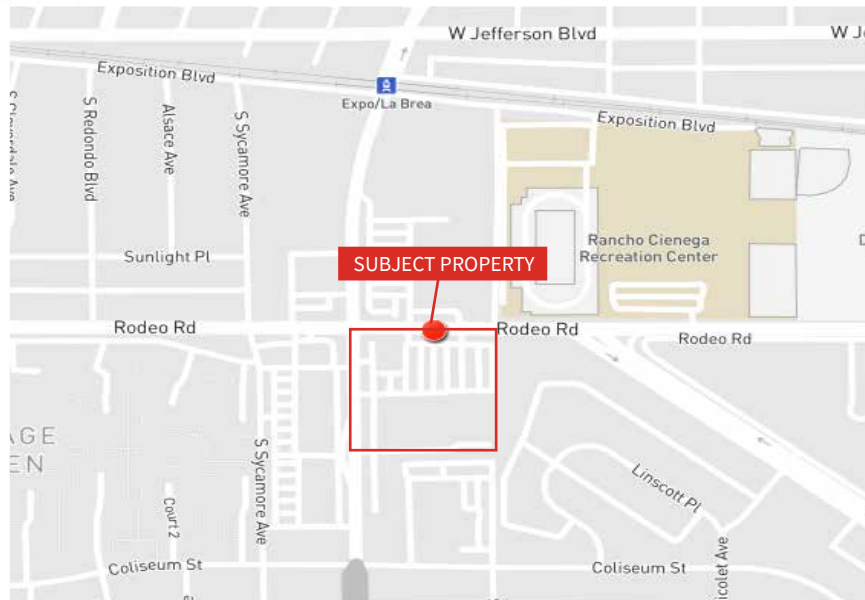 W Jefferson Blvd
W J
Exposition Blvd
Expo/La Brea
Exposition Blvd
S Redondo Blvd
Alsace Ave
S Sycamore Ave
Rancho Cienega
Recreation Center
Sunlight Pl
SUBJECT PROPERTY
Rodeo Rd
Rodeo Rd
Rodeo Rd
AGE
EN
S Sycamore Ave
Court 2
Linscott Pl
icolet Ave
Coliseum St
Coliseum St